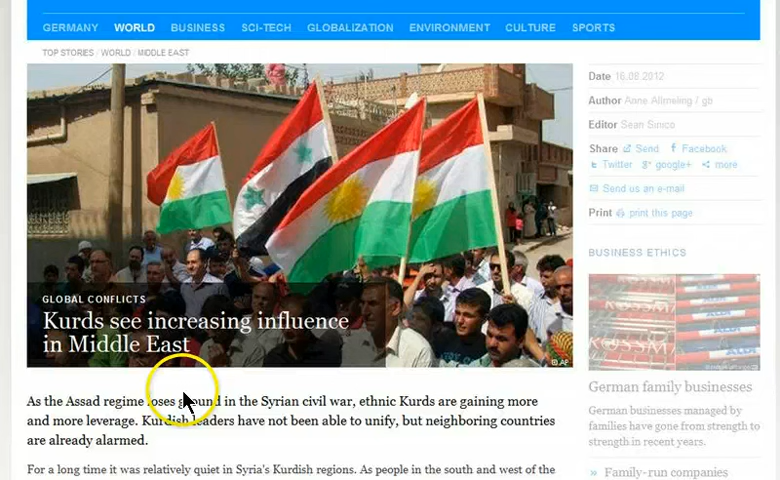 GERMANY WORLD BUSINESS SCI-TECH GLOBALIZATION ENVIRONMENT CULTURE SPORTS
TOP STORIES / WORLD / MIDDLE EAST
GLOBAL CONFLICTS
Kurds see increasing influence
in Middle East
AP
As the Assad regime loses ground in the Syrian civil war, ethnic Kurds are gaining more
and more leverage. Kurdish leaders have not been able to unify, but neighboring countries
are already alarmed.
For a long time it was relatively quiet in Syria's Kurdish regions. As people in the south and west of the
Date 16.08.2012
Author Anne Allmeling / gb
Editor Sean Sinico
Share Send Facebook
Twitter google+ more
Send us an e-mail
Print print this page
BUSINESS ETHICS
German family businesses
German businesses managed by
families have gone from strength to
strength in recent years.
» Family-run companies